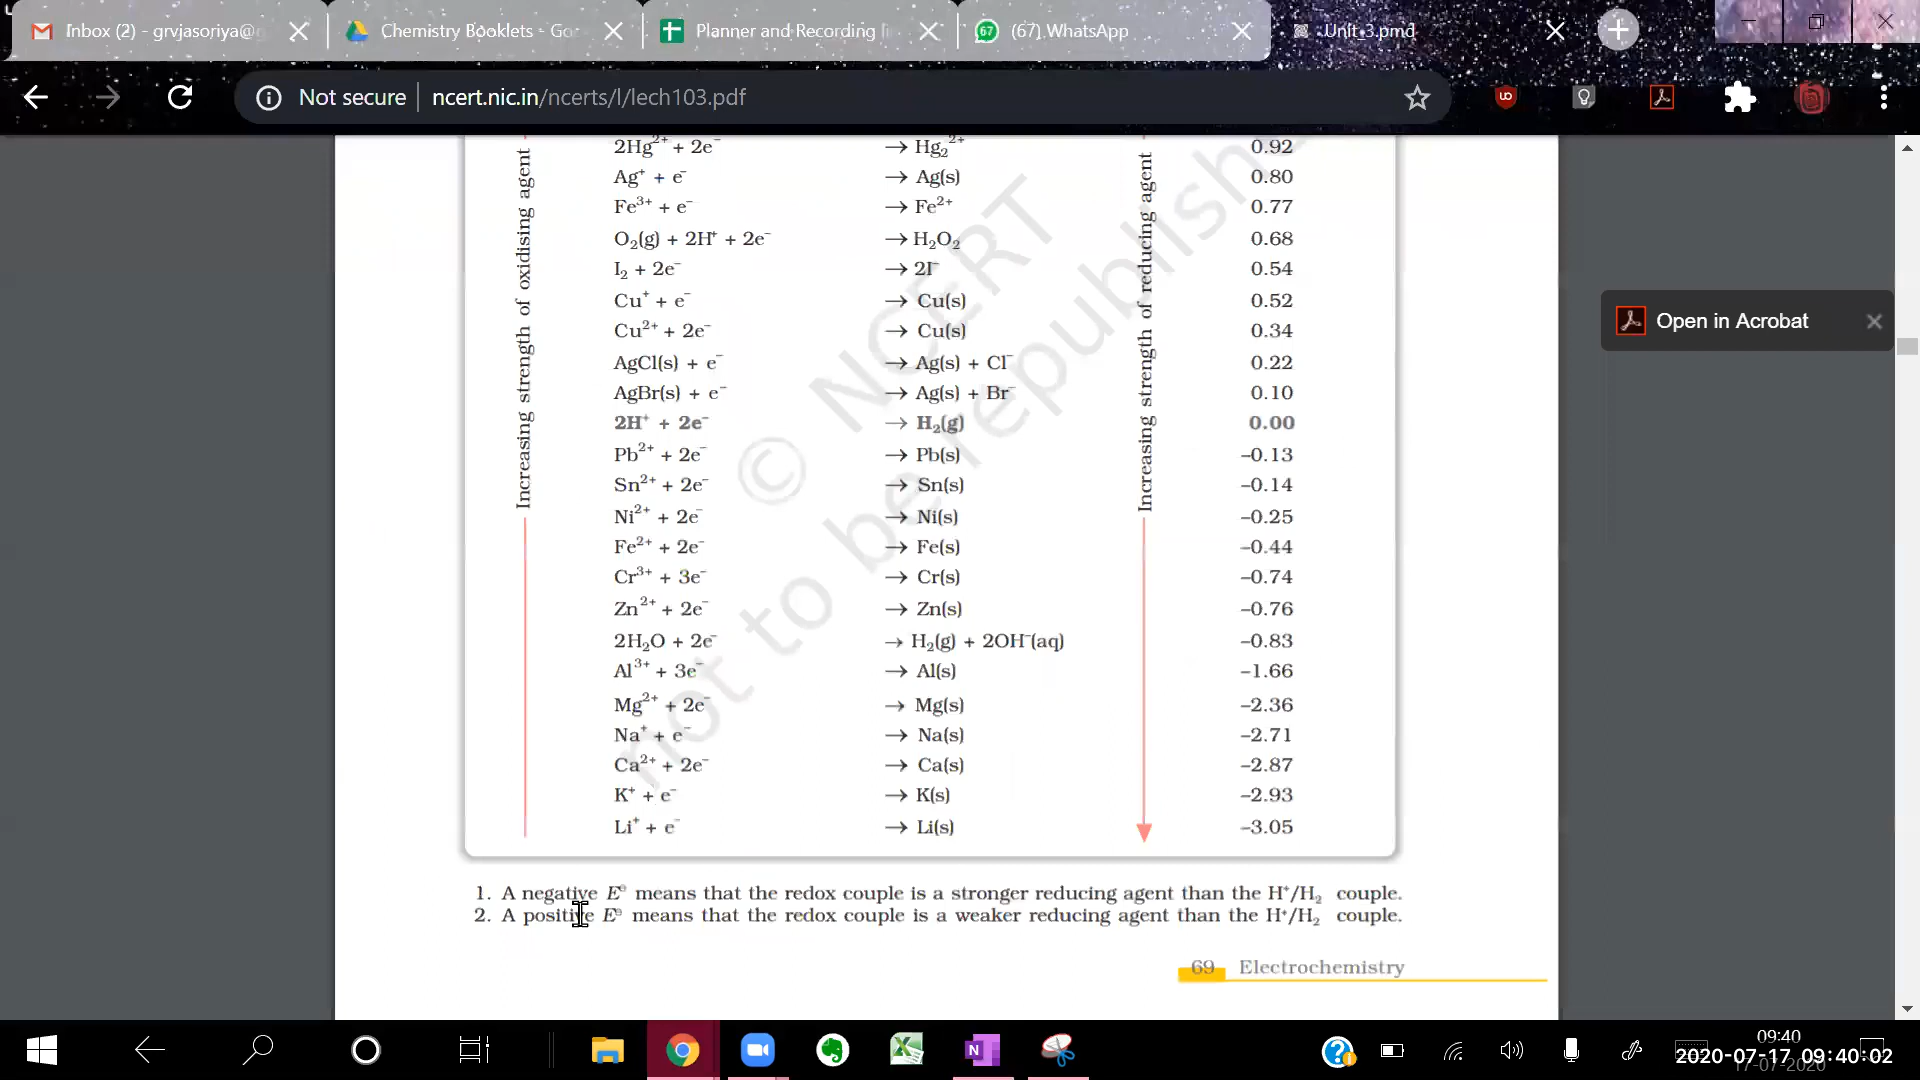 Inbox (2) - grvjasoriya@
Chemistry Booklets - Go
Planner and Recording
(67) WhatsApp
Unit-3.pmd
Not secure
ncert.nic.in/ncerts/l/lech103.pdf
Open in Acrobat
Increasing strength of oxidising agent
Increasing strength of reducing agent
© NCERT
not to be republish
2Hg²⁺ + 2e⁻ → Hg₂²⁺ 0.92
Ag⁺ + e⁻ → Ag(s) 0.80
Fe³⁺ + e⁻ → Fe²⁺ 0.77
O₂(g) + 2H⁺ + 2e⁻ → H₂O₂ 0.68
I₂ + 2e⁻ → 2I⁻ 0.54
Cu⁺ + e⁻ → Cu(s) 0.52
Cu²⁺ + 2e⁻ → Cu(s) 0.34
AgCl(s) + e⁻ → Ag(s) + Cl⁻ 0.22
AgBr(s) + e⁻ → Ag(s) + Br⁻ 0.10
2H⁺ + 2e⁻ → H₂(g) 0.00
Pb²⁺ + 2e⁻ → Pb(s) –0.13
Sn²⁺ + 2e⁻ → Sn(s) –0.14
Ni²⁺ + 2e⁻ → Ni(s) –0.25
Fe²⁺ + 2e⁻ → Fe(s) –0.44
Cr³⁺ + 3e⁻ → Cr(s) –0.74
Zn²⁺ + 2e⁻ → Zn(s) –0.76
2H₂O + 2e⁻ → H₂(g) + 2OH⁻(aq) –0.83
Al³⁺ + 3e⁻ → Al(s) –1.66
Mg²⁺ + 2e⁻ → Mg(s) –2.36
Na⁺ + e⁻ → Na(s) –2.71
Ca²⁺ + 2e⁻ → Ca(s) –2.87
K⁺ + e⁻ → K(s) –2.93
Li⁺ + e⁻ → Li(s) –3.05
1. A negative E⊖ means that the redox couple is a stronger reducing agent than the H⁺/H₂ couple.
2. A positive E⊖ means that the redox couple is a weaker reducing agent than the H⁺/H₂ couple.
69 Electrochemistry
09:40
2020-07-17 09:40:02
17-07-2020